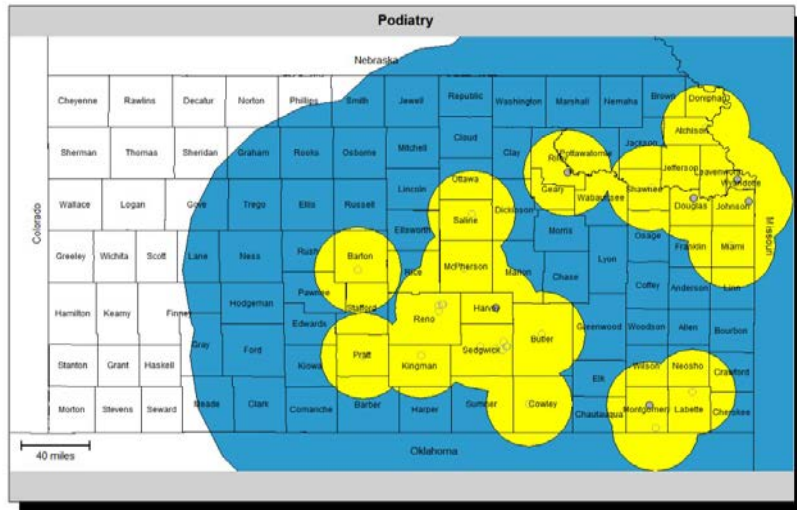 Podiatry
Nebraska
Cheyenne Rawlins Decatur Norton Phillips Smith Jewell Republic Washington Marshall Nemaha Brown Doniphan
Atchison
Sherman Thomas Sheridan Graham Rooks Osborne Mitchell Cloud Clay Riley Pottawatomie Jackson Jefferson Leavenworth
Wyandotte
Ottawa
Geary Wabaunsee Shawnee
Lincoln Dickinson
Wallace Logan Gove Trego Ellis Russell Saline Douglas Johnson
Colorado
Missouri
Ellsworth Morris Osage
Greeley Wichita Scott Lane Ness Rush Barton Rice McPherson Marion Chase Lyon Franklin Miami
Coffey Anderson Linn
Pawnee
Hamilton Kearny Finney Hodgeman Stafford Reno Harvey
Edwards
Gray Ford Pratt Sedgwick Butler Greenwood Woodson Allen Bourbon
Stanton Grant Haskell Kiowa Kingman Elk Wilson Neosho Crawford
Morton Stevens Seward Meade Clark Comanche Barber Harper Sumner Cowley Chautauqua Montgomery Labette Cherokee
40 miles
Oklahoma